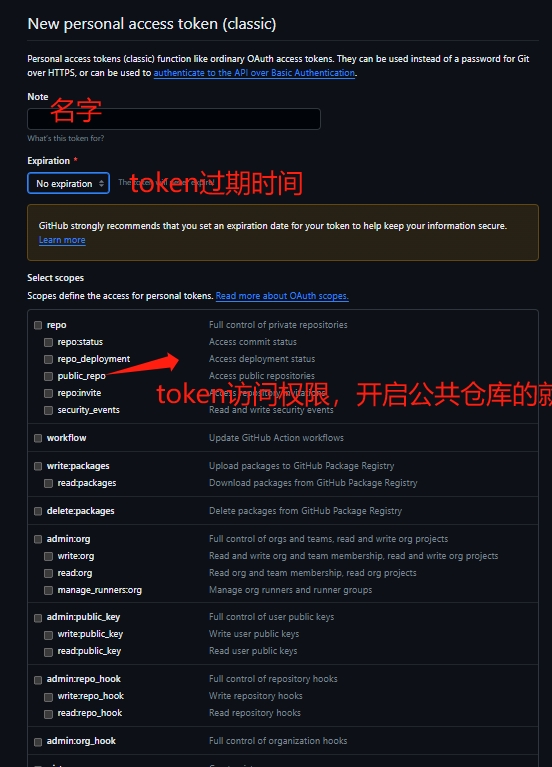 New personal access token (classic)
Personal access tokens (classic) function like ordinary OAuth access tokens. They can be used instead of a password for Git
over HTTPS, or can be used to authenticate to the API over Basic Authentication.
Note
名字
What's this token for?
Expiration *
No expiration
The token will never expire!
token过期时间
GitHub strongly recommends that you set an expiration date for your token to help keep your information secure.
Learn more
Select scopes
Scopes define the access for personal tokens. Read more about OAuth scopes.
repo Full control of private repositories
repo:status Access commit status
repo_deployment Access deployment status
public_repo Access public repositories
repo:invite Access repository invitations
token访问权限，开启公共仓库的就
security_events Read and write security events
workflow Update GitHub Action workflows
write:packages Upload packages to GitHub Package Registry
read:packages Download packages from GitHub Package Registry
delete:packages Delete packages from GitHub Package Registry
admin:org Full control of orgs and teams, read and write org projects
write:org Read and write org and team membership, read and write org projects
read:org Read org and team membership, read org projects
manage_runners:org Manage org runners and runner groups
admin:public_key Full control of user public keys
write:public_key Write user public keys
read:public_key Read user public keys
admin:repo_hook Full control of repository hooks
write:repo_hook Write repository hooks
read:repo_hook Read repository hooks
admin:org_hook Full control of organization hooks